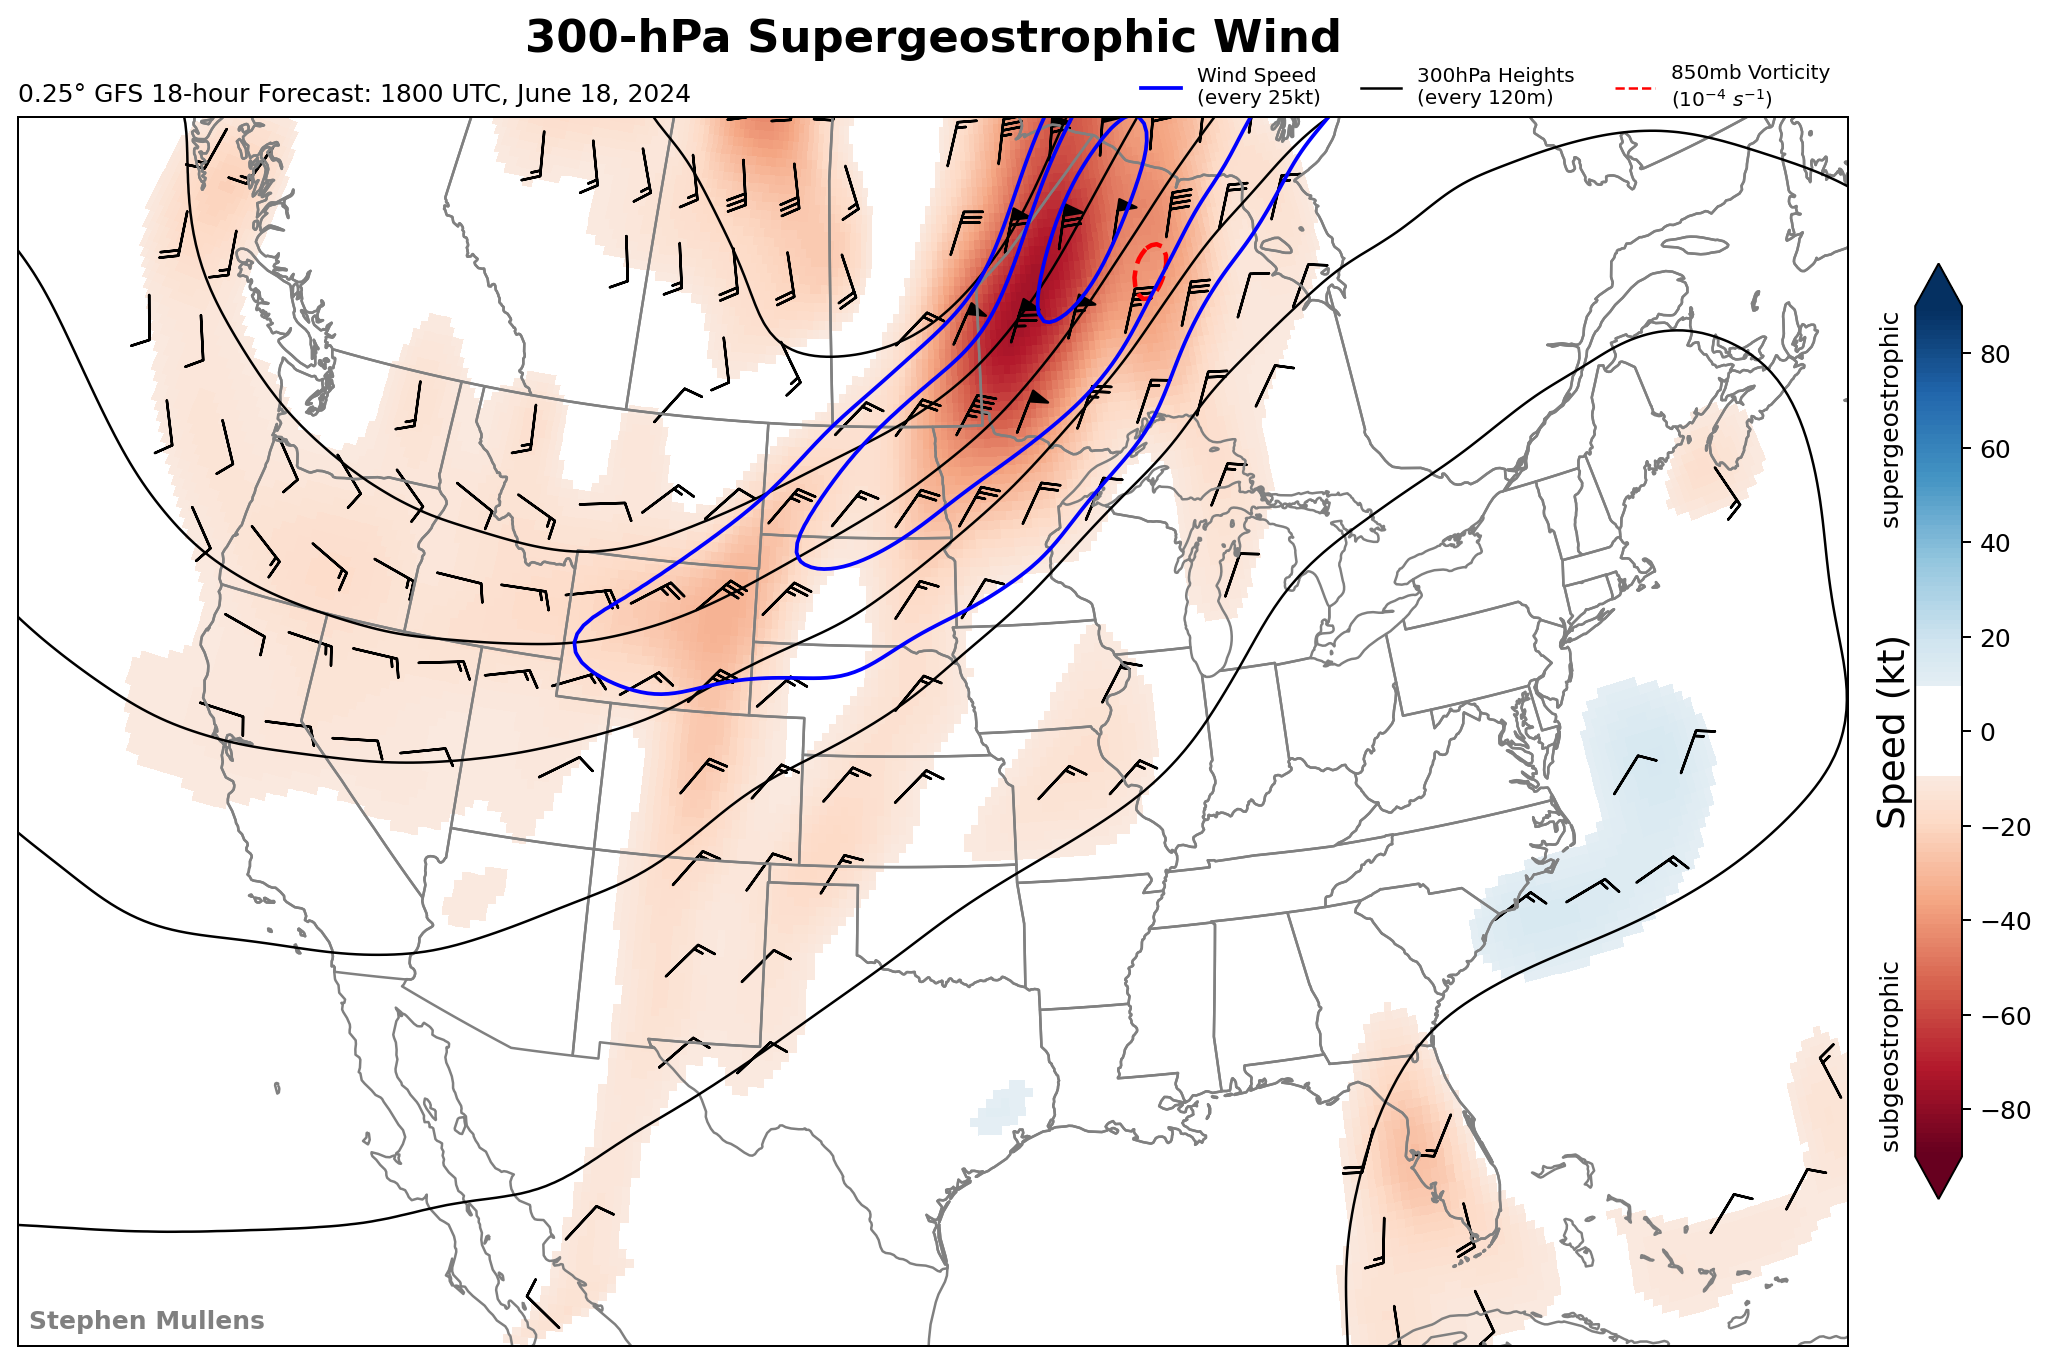 300-hPa Supergeostrophic Wind
0.25° GFS 18-hour Forecast: 1800 UTC, June 18, 2024
Wind Speed
(every 25kt)
300hPa Heights
(every 120m)
850mb Vorticity
(10⁻⁴ s⁻¹)
supergeostrophic
Speed (kt)
subgeostrophic
80
60
40
20
0
−20
−40
−60
−80
Stephen Mullens